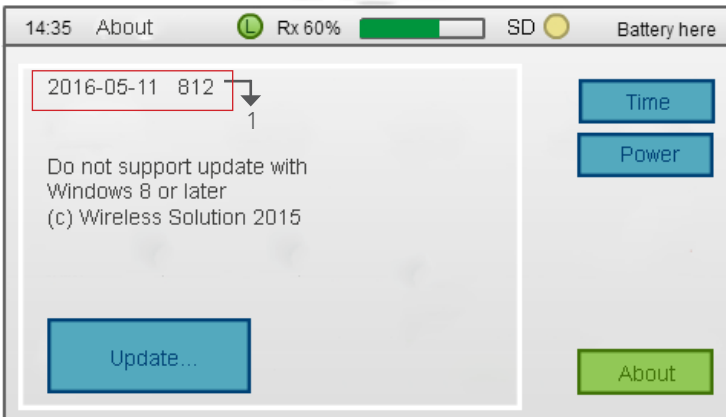 14:35 About L Rx 60% SD Battery here
2016-05-11 812
1
Time
Power
Do not support update with
Windows 8 or later
(c) Wireless Solution 2015
Update...
About